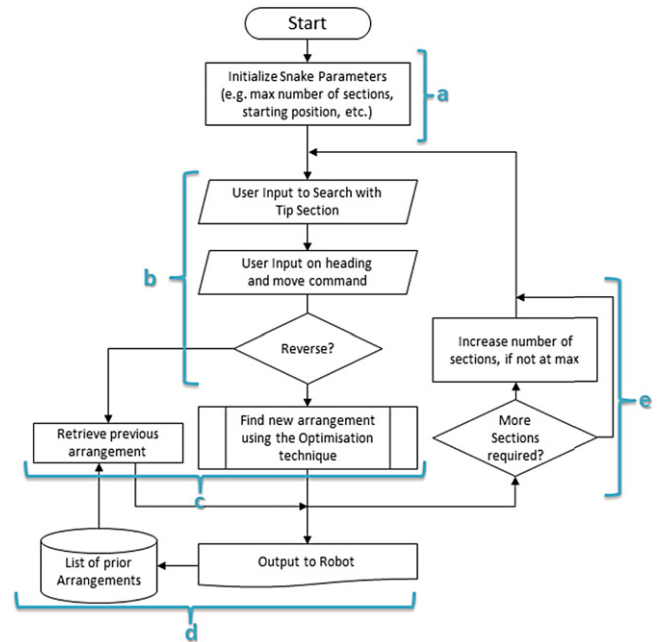 Start
Initialize Snake Parameters
(e.g. max number of sections,
starting position, etc.)
a
User Input to Search with
Tip Section
b
User Input on heading
and move command
Reverse?
Increase number of
sections, if not at max
e
Retrieve previous
arrangement
Find new arrangement
using the Optimisation
technique
More
Sections
required?
c
List of prior
Arrangements
Output to Robot
d